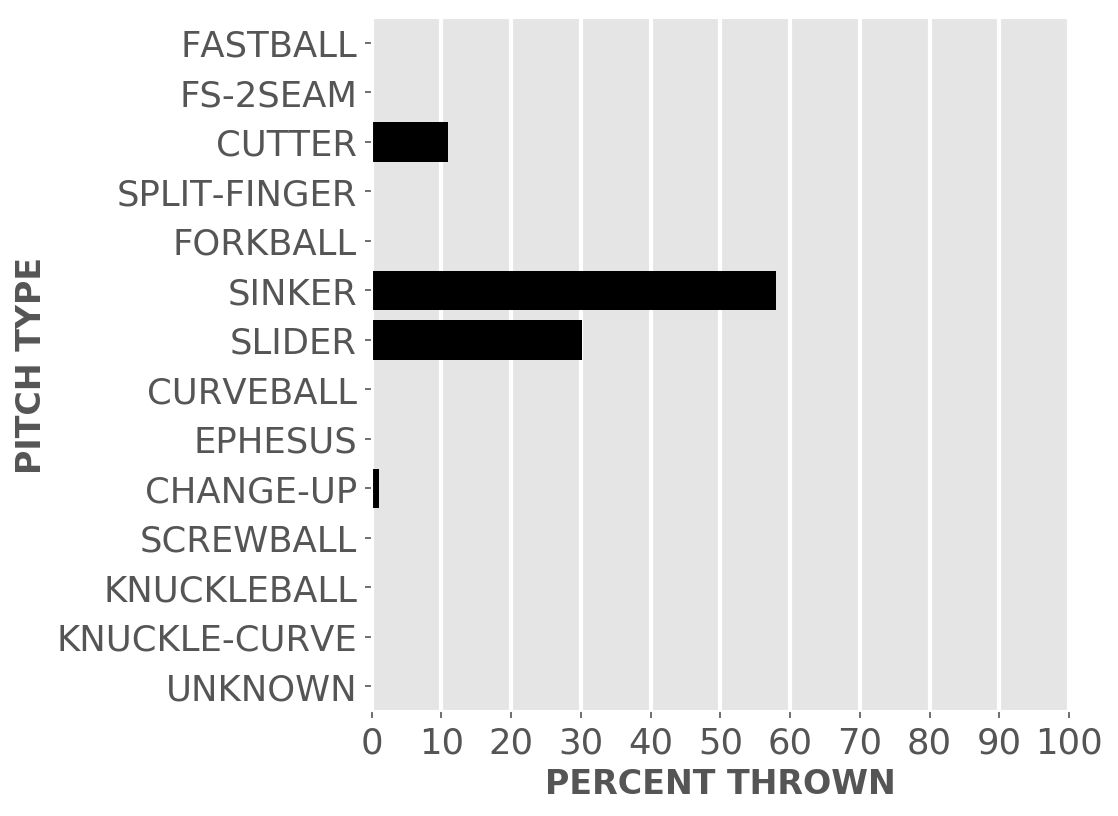 FASTBALL
FS-2SEAM
CUTTER
SPLIT-FINGER
FORKBALL
SINKER
SLIDER
CURVEBALL
EPHESUS
CHANGE-UP
SCREWBALL
KNUCKLEBALL
KNUCKLE-CURVE
UNKNOWN
PITCH TYPE
0 10 20 30 40 50 60 70 80 90 100
PERCENT THROWN